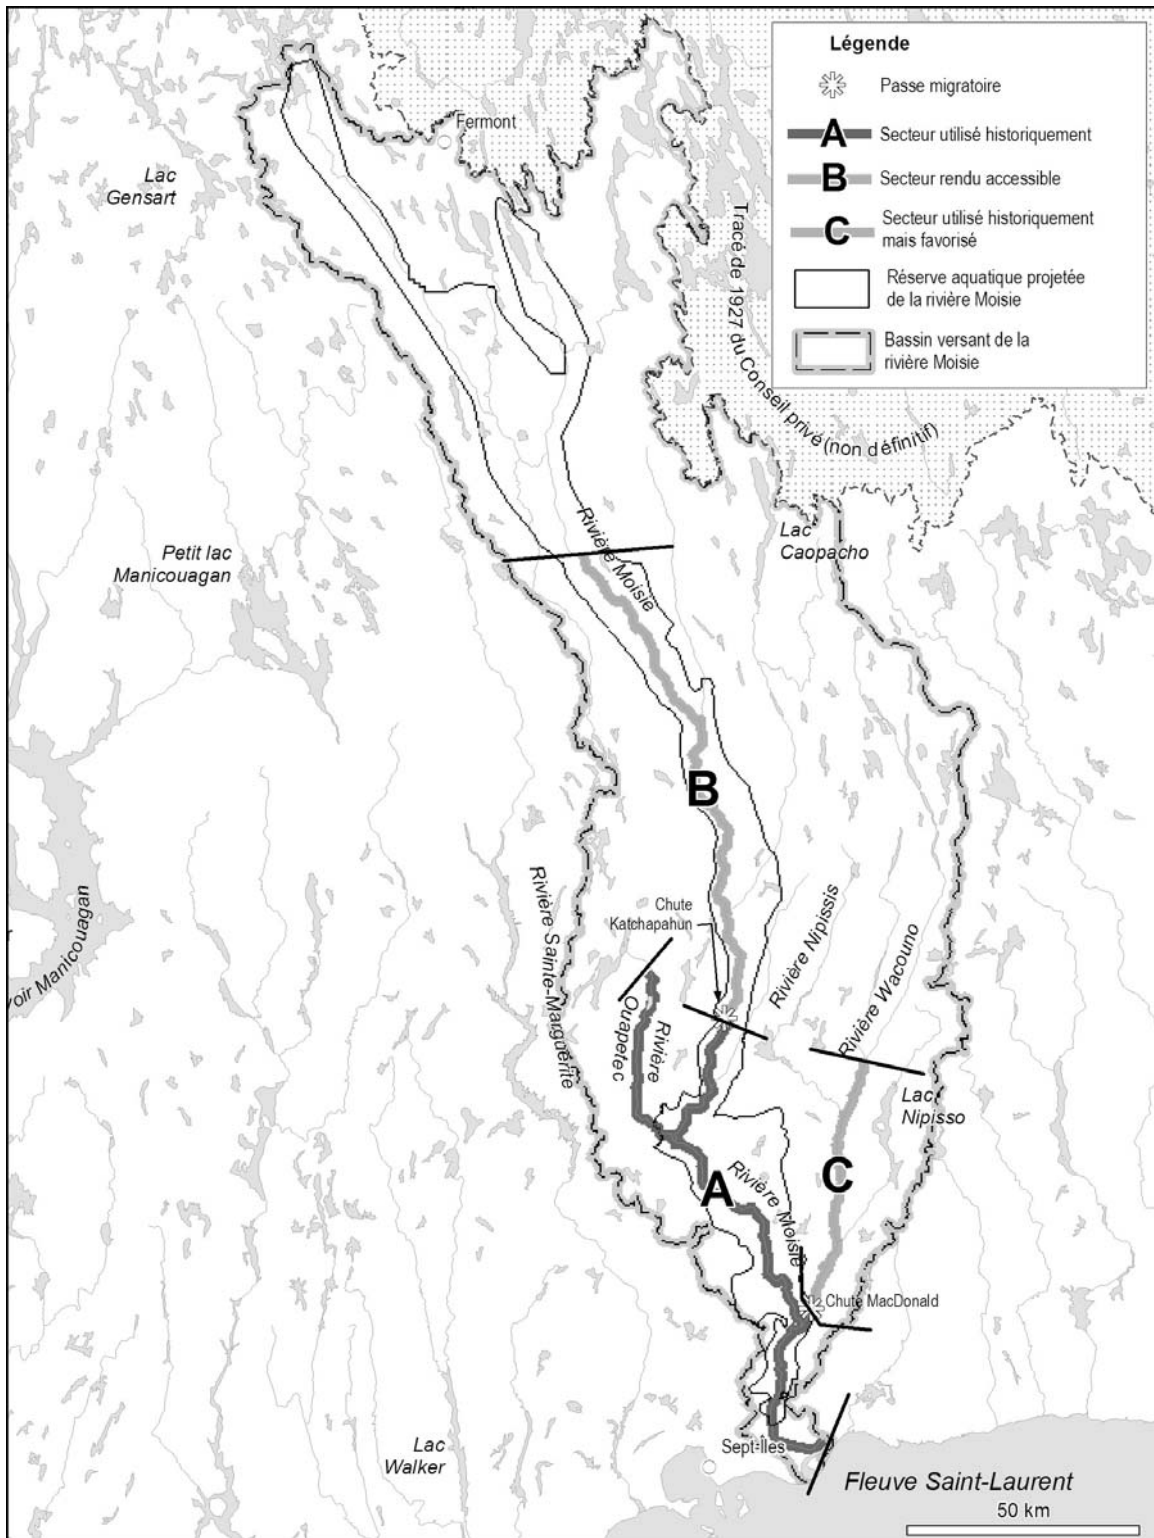 Légende
Passe migratoire
A
Secteur utilisé historiquement
B
Secteur rendu accessible
C
Secteur utilisé historiquement
mais favorisé
Réserve aquatique projetée
de la rivière Moisie
Bassin versant de la
rivière Moisie
Fermont
Lac
Gensart
Tracé de 1927 du Conseil privé (non définitif)
Rivière Moisie
Lac
Caopacho
Petit lac
Manicouagan
B
voir Manicouagan
Rivière Sainte-Marguerite
Chute
Katchapahun
Rivière Nipissis
Rivière Wacouno
Rivière
Ouapetec
Lac
Nipisso
A
Rivière Moisie
C
2
Chute MacDonald
Sept-Îles
Lac
Walker
Fleuve Saint-Laurent
50 km